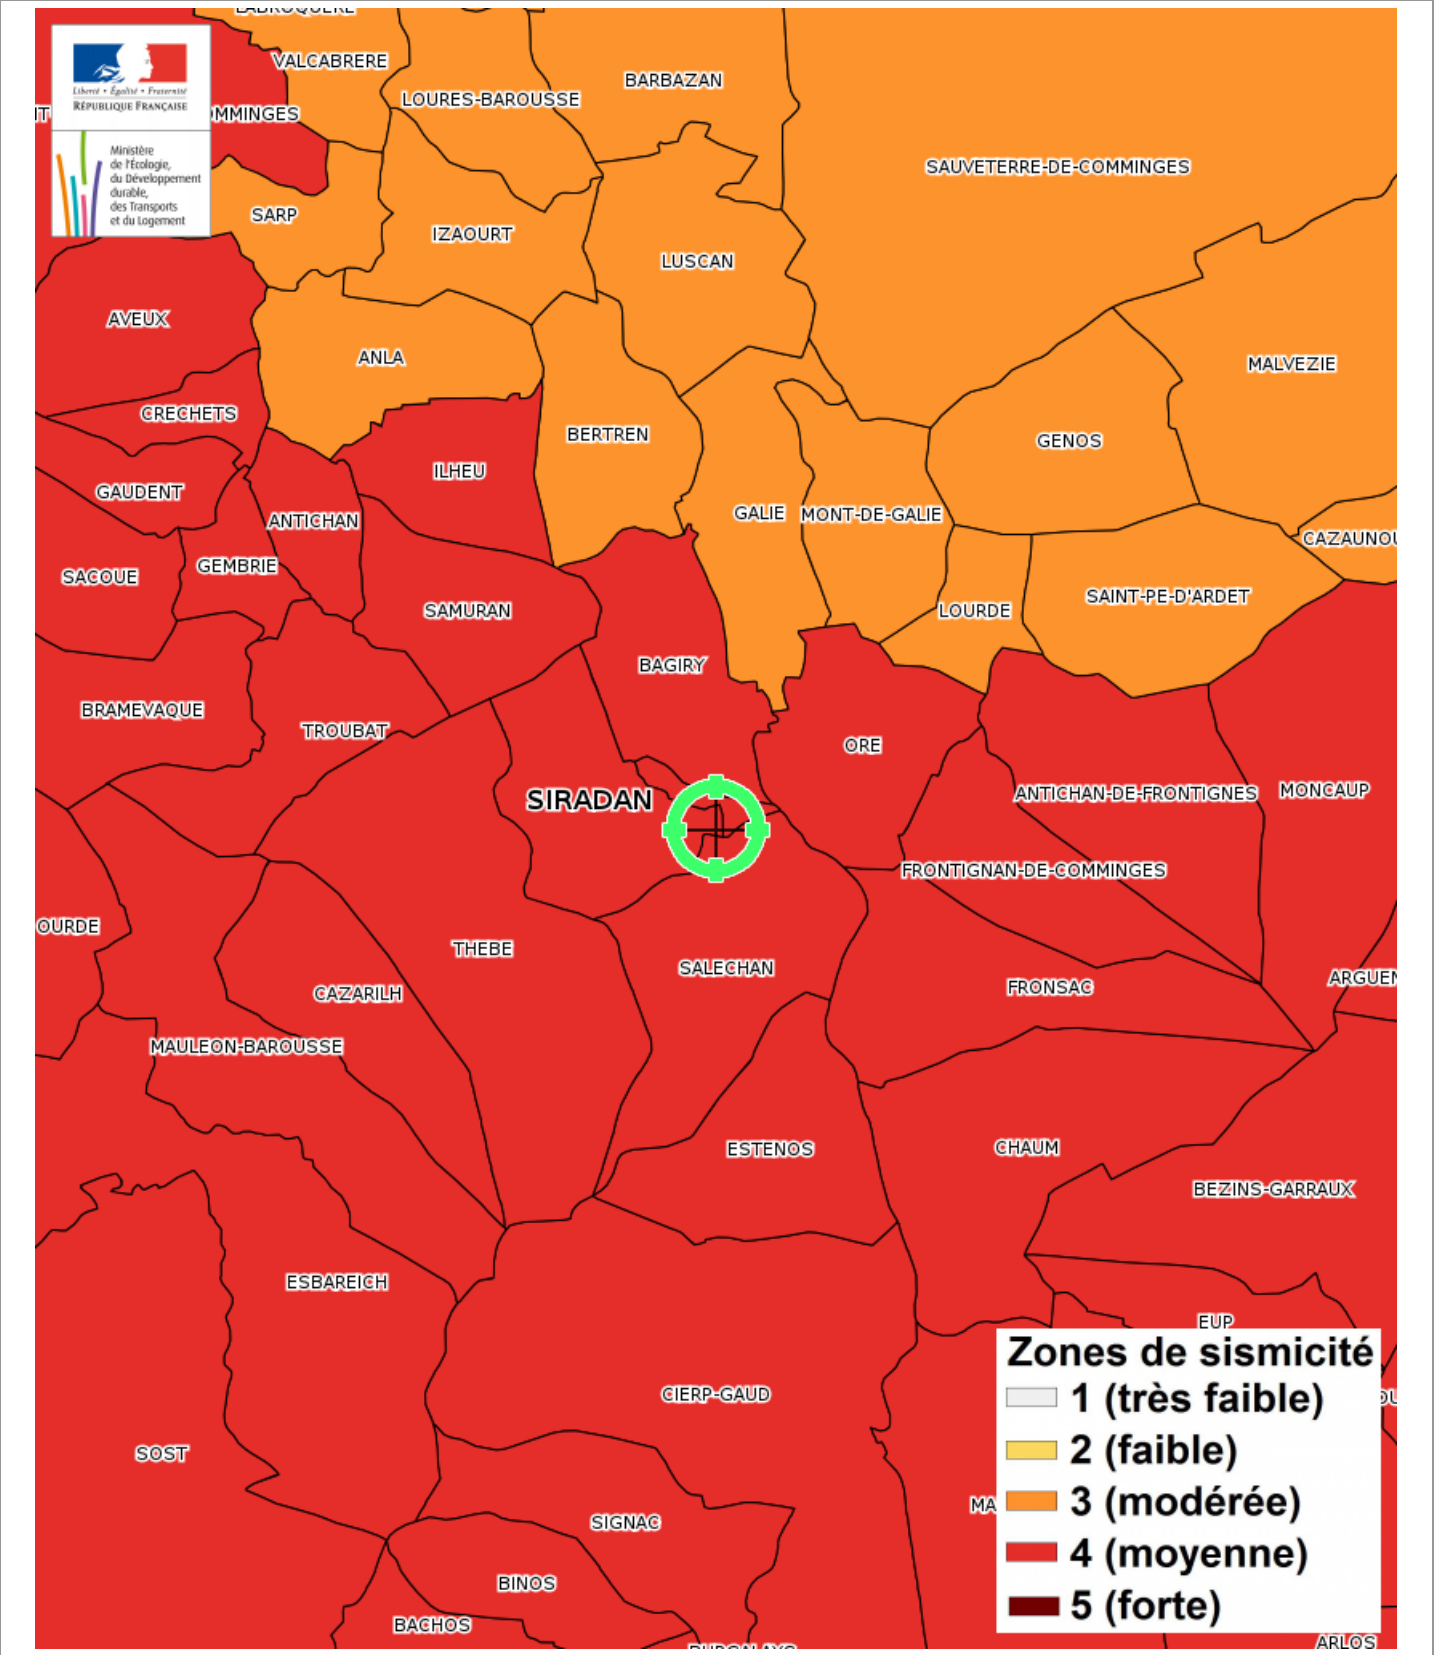 LABROQUERE
VALCABRERE
BARBAZAN
LOURES-BAROUSSE
Liberté • Égalité • Fraternité
RÉPUBLIQUE FRANÇAISE
OMMINGES
Ministère
de l'Écologie,
du Développement
durable,
des Transports
et du Logement
SAUVETERRE-DE-COMMINGES
SARP
IZAOURT
LUSCAN
AVEUX
ANLA
MALVEZIE
CRECHETS
BERTREN
GENOS
ILHEU
GAUDENT
GALIE
MONT-DE-GALIE
ANTICHAN
CAZAUNOU
GEMBRIE
SACOUE
SAINT-PE-D'ARDET
SAMURAN
LOURDE
BAGIRY
BRAMEVAQUE
TROUBAT
ORE
SIRADAN
ANTICHAN-DE-FRONTIGNES
MONCAUP
FRONTIGNAN-DE-COMMINGES
OURDE
THEBE
SALECHAN
ARGUEN
FRONSAC
CAZARILH
MAULEON-BAROUSSE
ESTENOS
CHAUM
BEZINS-GARRAUX
ESBAREICH
EUP
Zones de sismicité
1 (très faible)
2 (faible)
3 (modérée)
4 (moyenne)
5 (forte)
CIERP-GAUD
SOST
MA
SIGNAC
BINOS
BACHOS
ARLOS